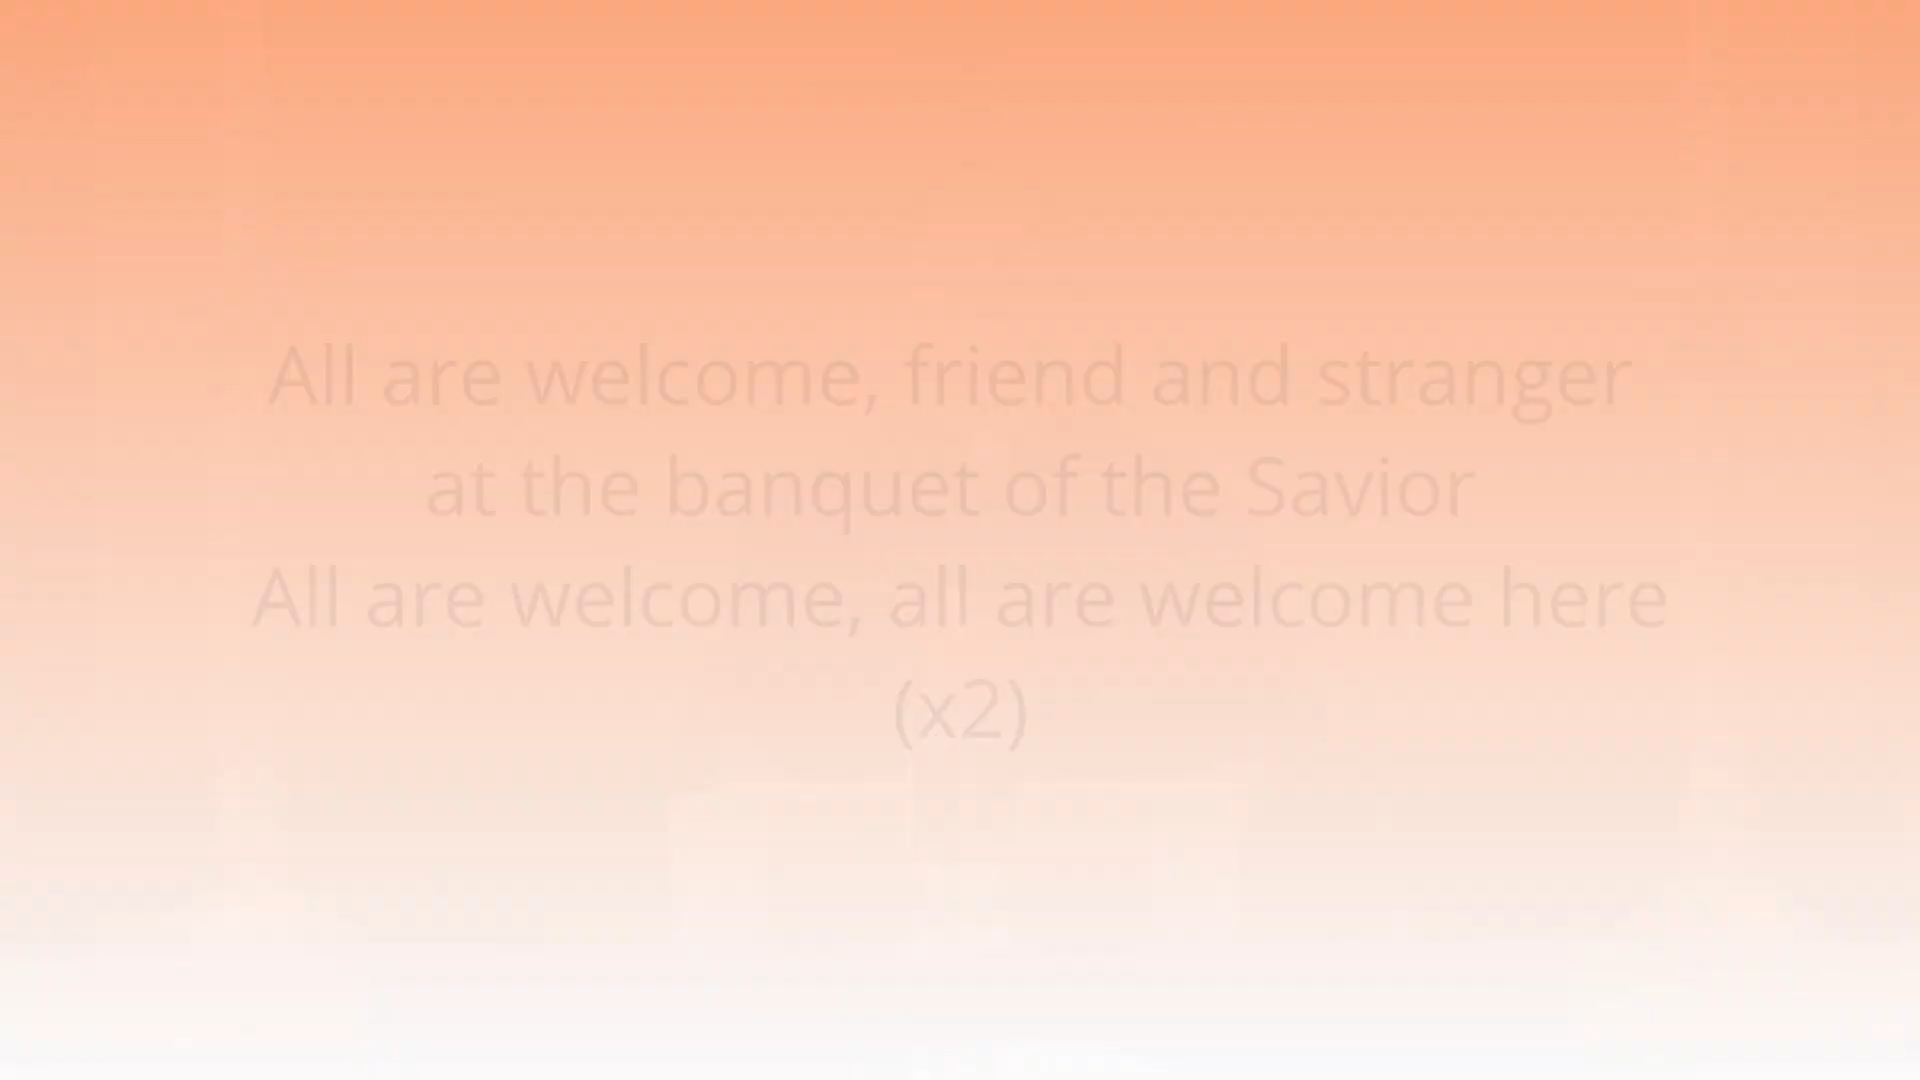 All are welcome, friend and stranger
at the banquet of the Savior
All are welcome, all are welcome here
(x2)